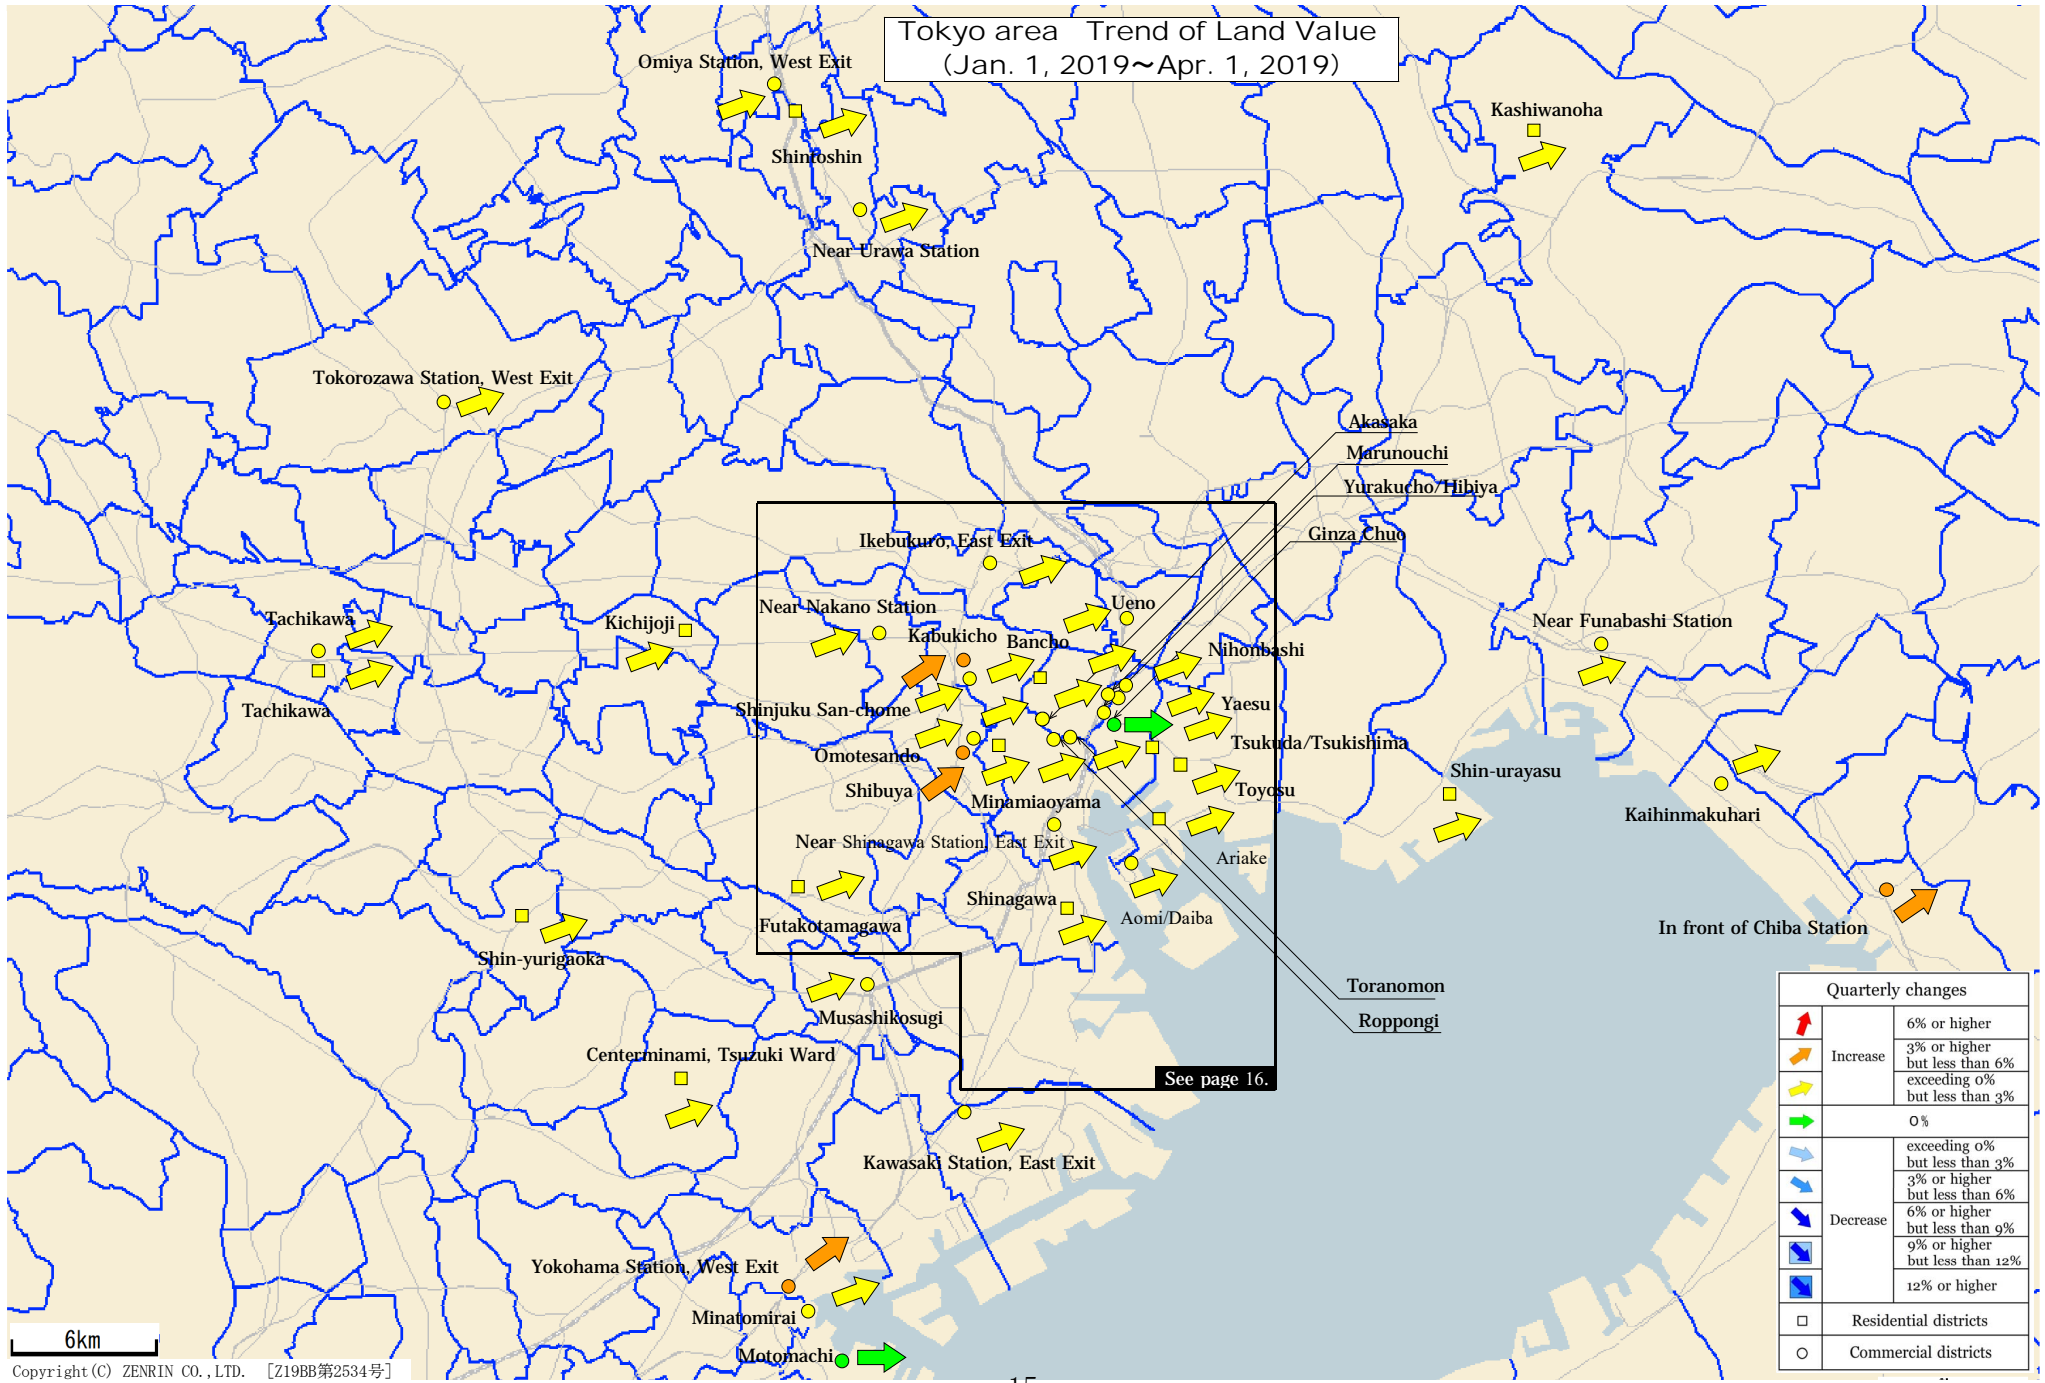 Tokyo area Trend of Land Value
(Jan. 1, 2019～Apr. 1, 2019)
Omiya Station, West Exit
Kashiwanoha
Shintoshin
Near Urawa Station
Tokorozawa Station, West Exit
Akasaka
Marunouchi
Yurakucho/Hibiya
Ginza Chuo
Ikebukuro, East Exit
Near Nakano Station
Ueno
Tachikawa
Kichijoji
Kabukicho
Bancho
Nihonbashi
Near Funabashi Station
Tachikawa
Shinjuku San-chome
Yaesu
Tsukuda/Tsukishima
Omotesando
Shibuya
Minamiaoyama
Toyosu
Shin-urayasu
Kaihinmakuhari
Near Shinagawa Station, East Exit
Ariake
Shinagawa
Aomi/Daiba
Futakotamagawa
In front of Chiba Station
Shin-yurigaoka
Toranomon
Roppongi
Musashikosugi
Centerminami, Tsuzuki Ward
See page 16.
Kawasaki Station, East Exit
Yokohama Station, West Exit
Minatomirai
Motomachi
Quarterly changes
Increase
6% or higher
3% or higher
but less than 6%
exceeding 0%
but less than 3%
0%
Decrease
exceeding 0%
but less than 3%
3% or higher
but less than 6%
6% or higher
but less than 9%
9% or higher
but less than 12%
12% or higher
Residential districts
Commercial districts
6km
Copyright(C) ZENRIN CO.,LTD. [Z19BB第2534号]